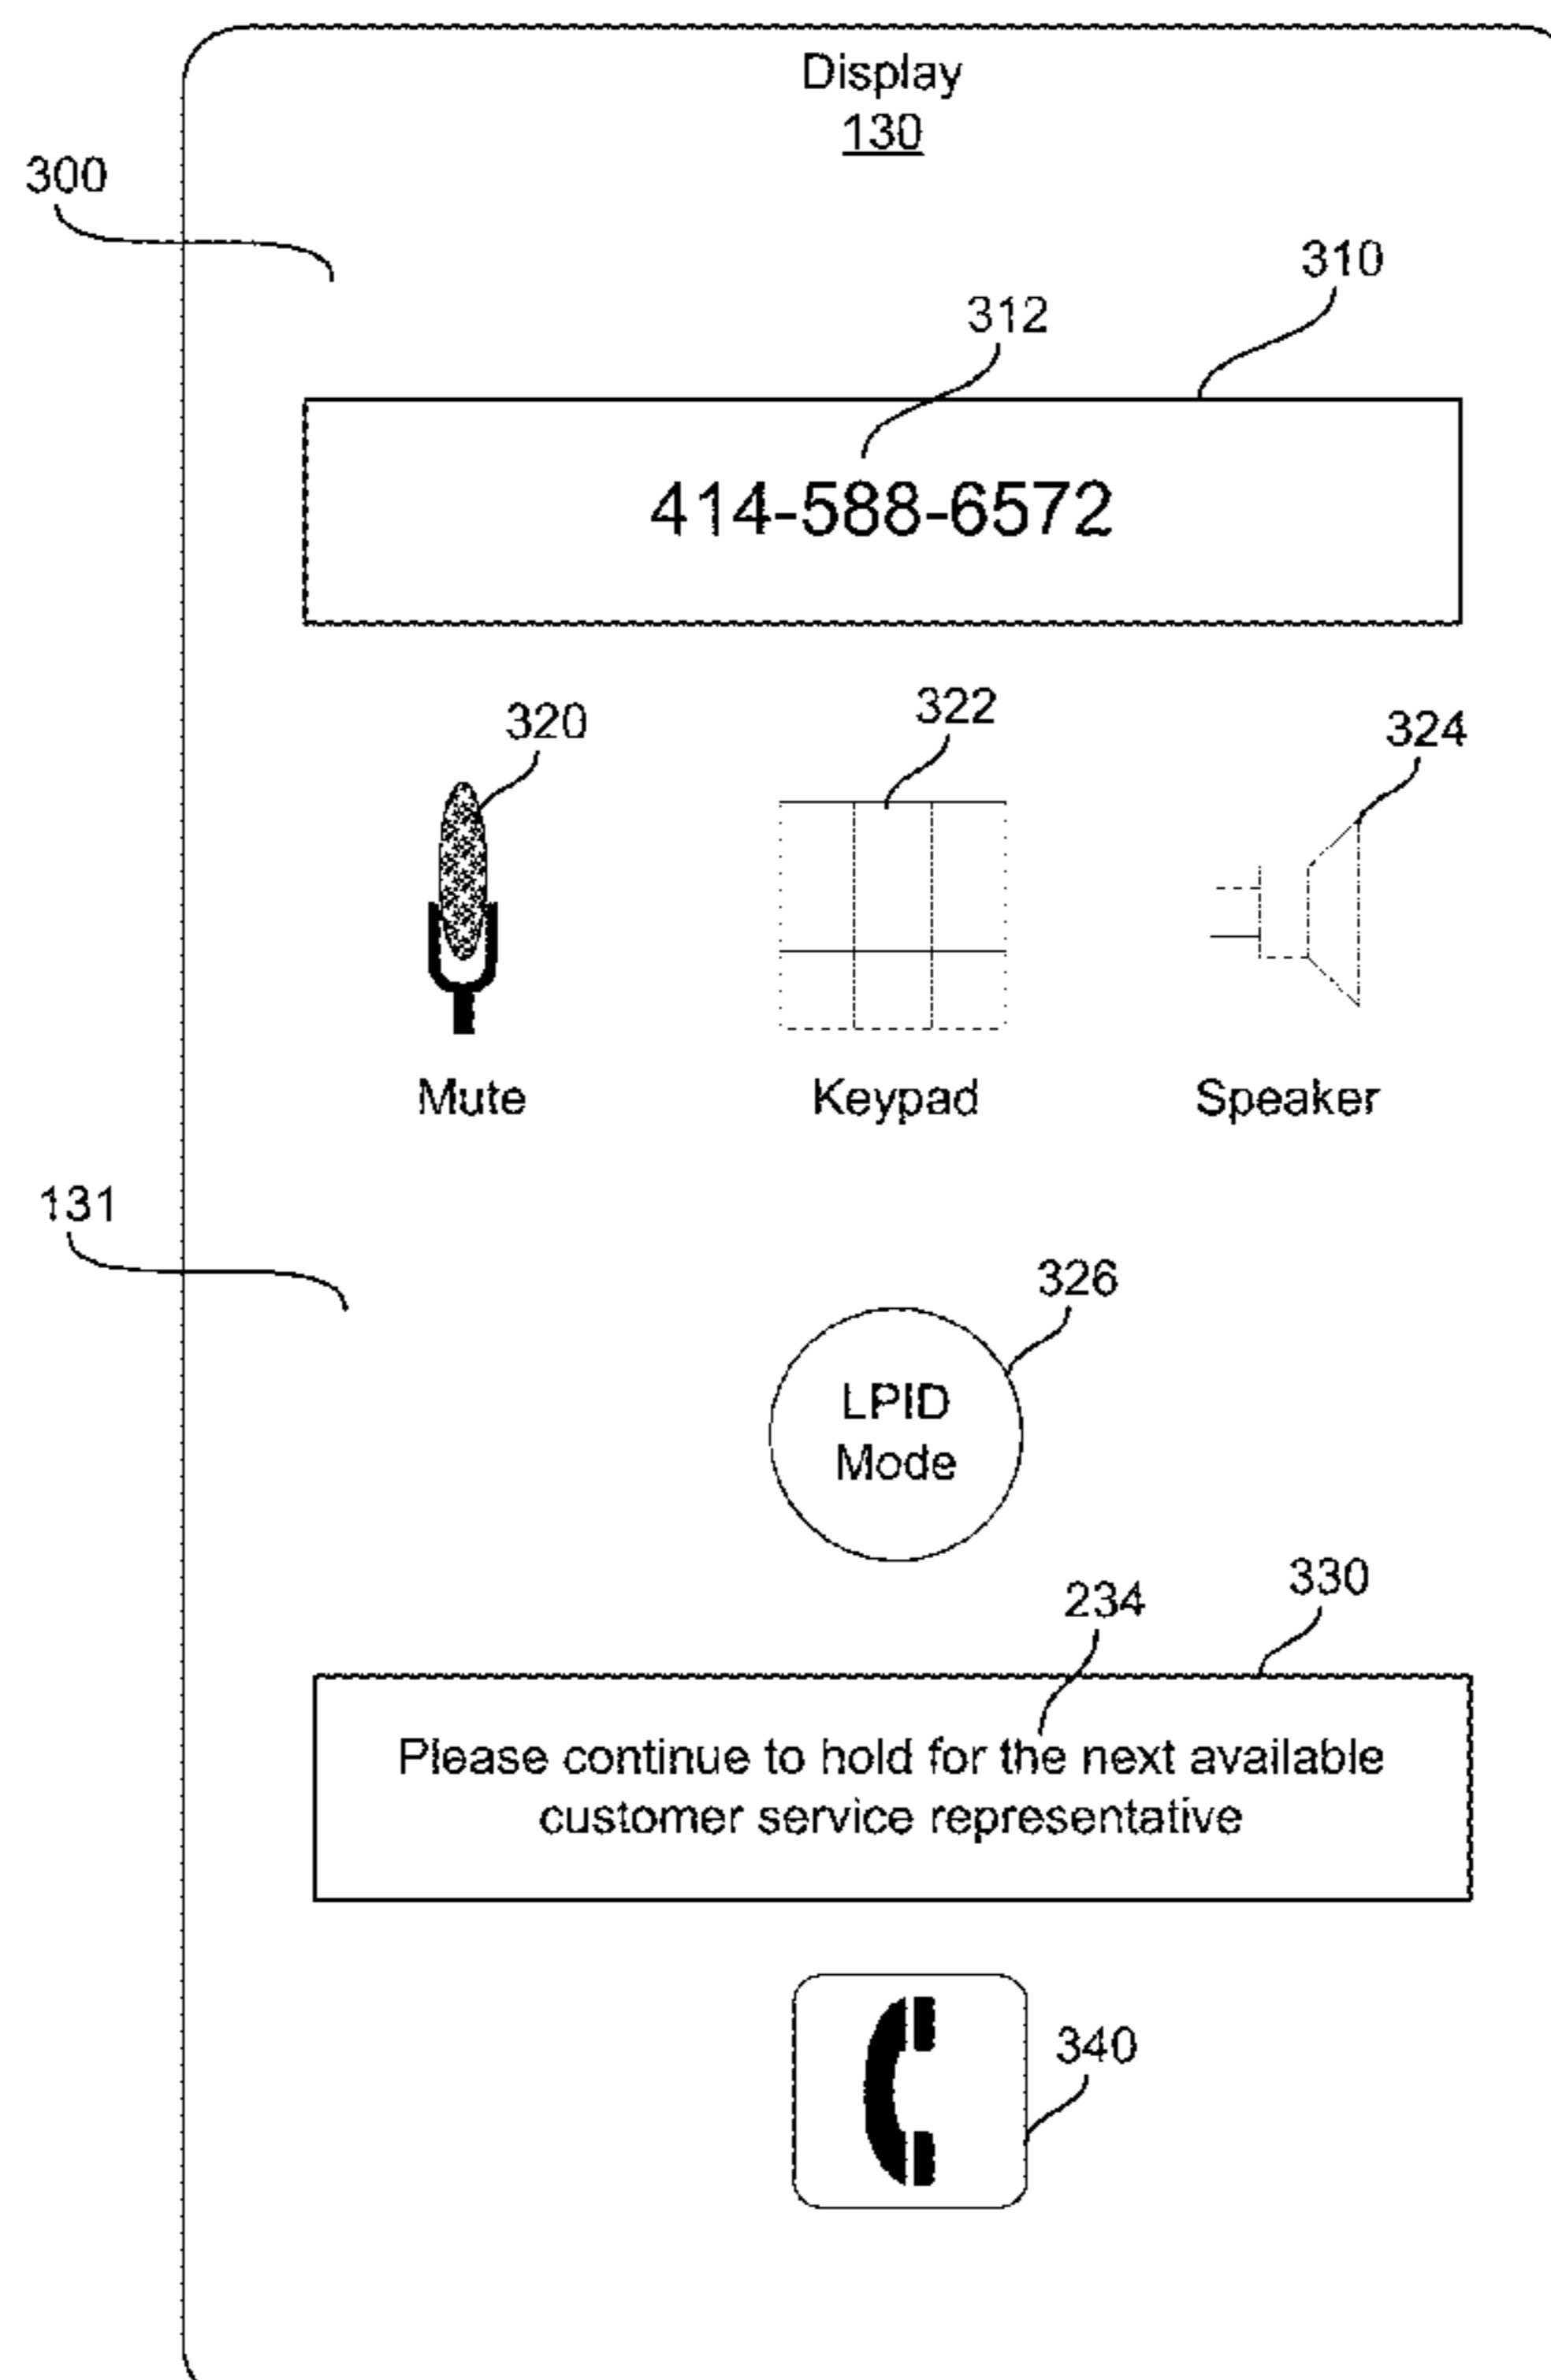 Display
130
300
310
312
414-588-6572
320
322
324
Mute
Keypad
Speaker
131
326
LPID
Mode
330
234
Please continue to hold for the next available
customer service representative
340